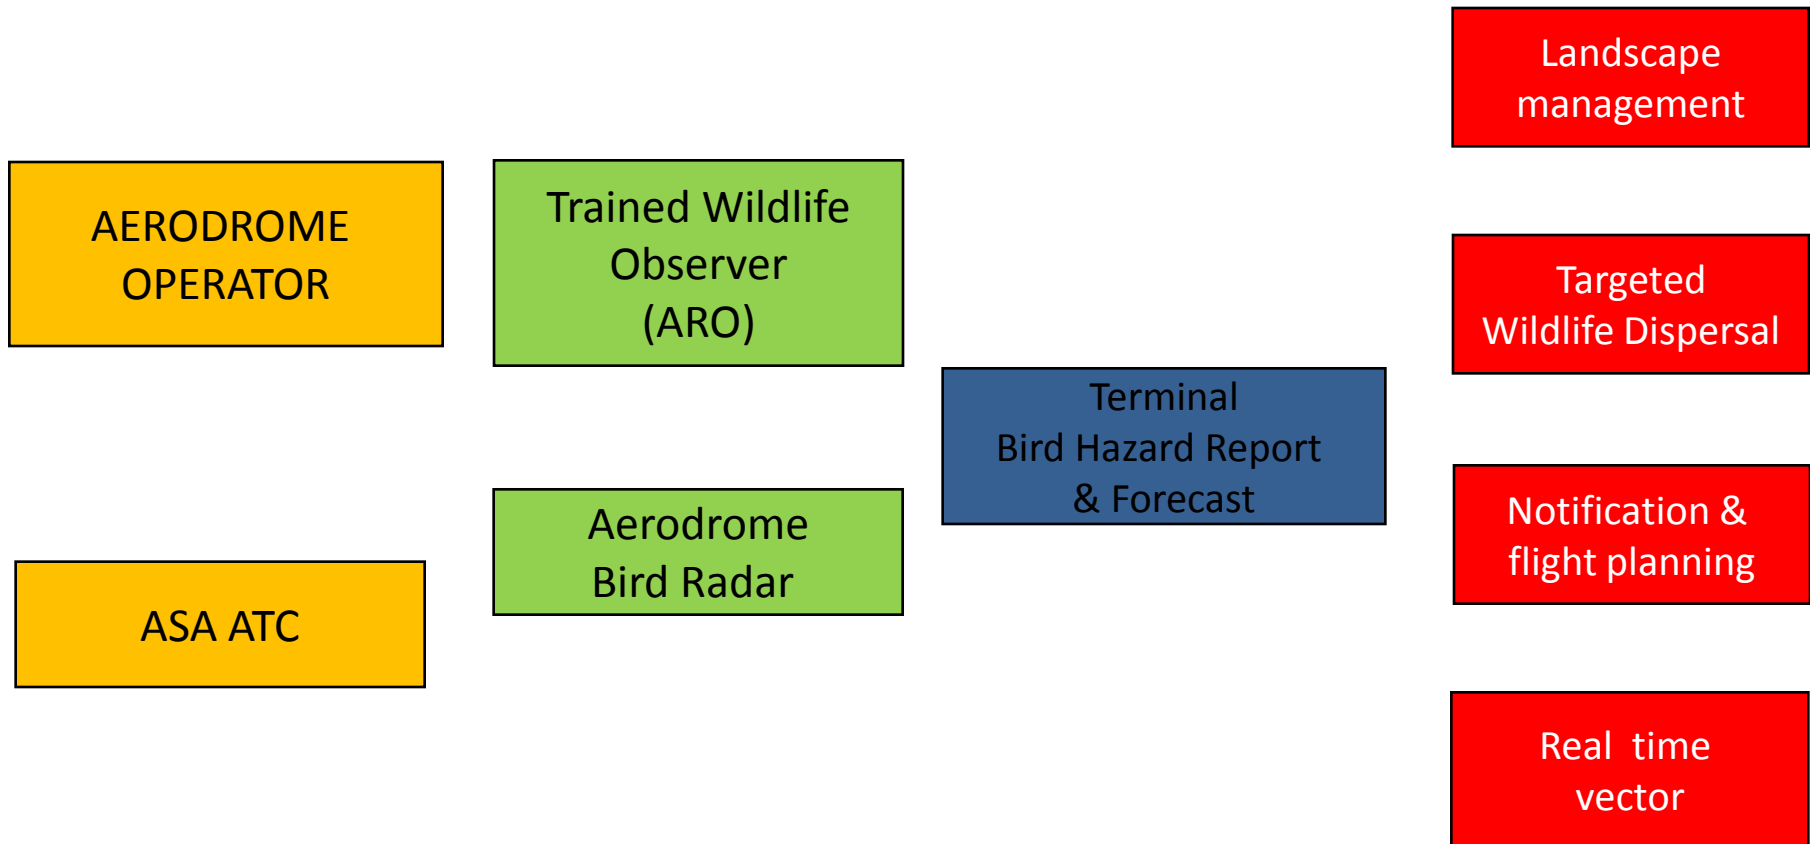 AERODROME
OPERATOR
ASA ATC
Trained Wildlife
Observer
(ARO)
Aerodrome
Bird Radar
Terminal
Bird Hazard Report
& Forecast
Landscape
management
Targeted
Wildlife Dispersal
Notification &
flight planning
Real time
vector